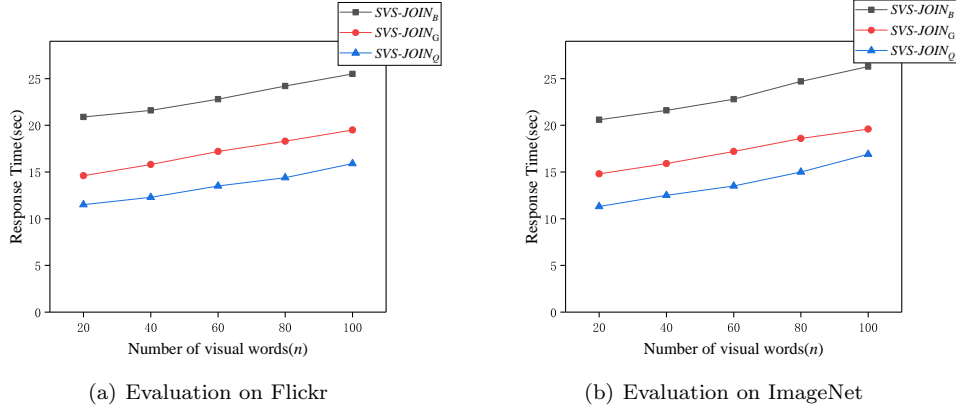 SVS-JOIN_B
SVS-JOIN_G
SVS-JOIN_Q
Response Time(sec)
25
20
15
10
5
0
20 40 60 80 100
Number of visual words(n)
(a) Evaluation on Flickr
SVS-JOIN_B
SVS-JOIN_G
SVS-JOIN_Q
Response Time(sec)
25
20
15
10
5
0
20 40 60 80 100
Number of visual words(n)
(b) Evaluation on ImageNet